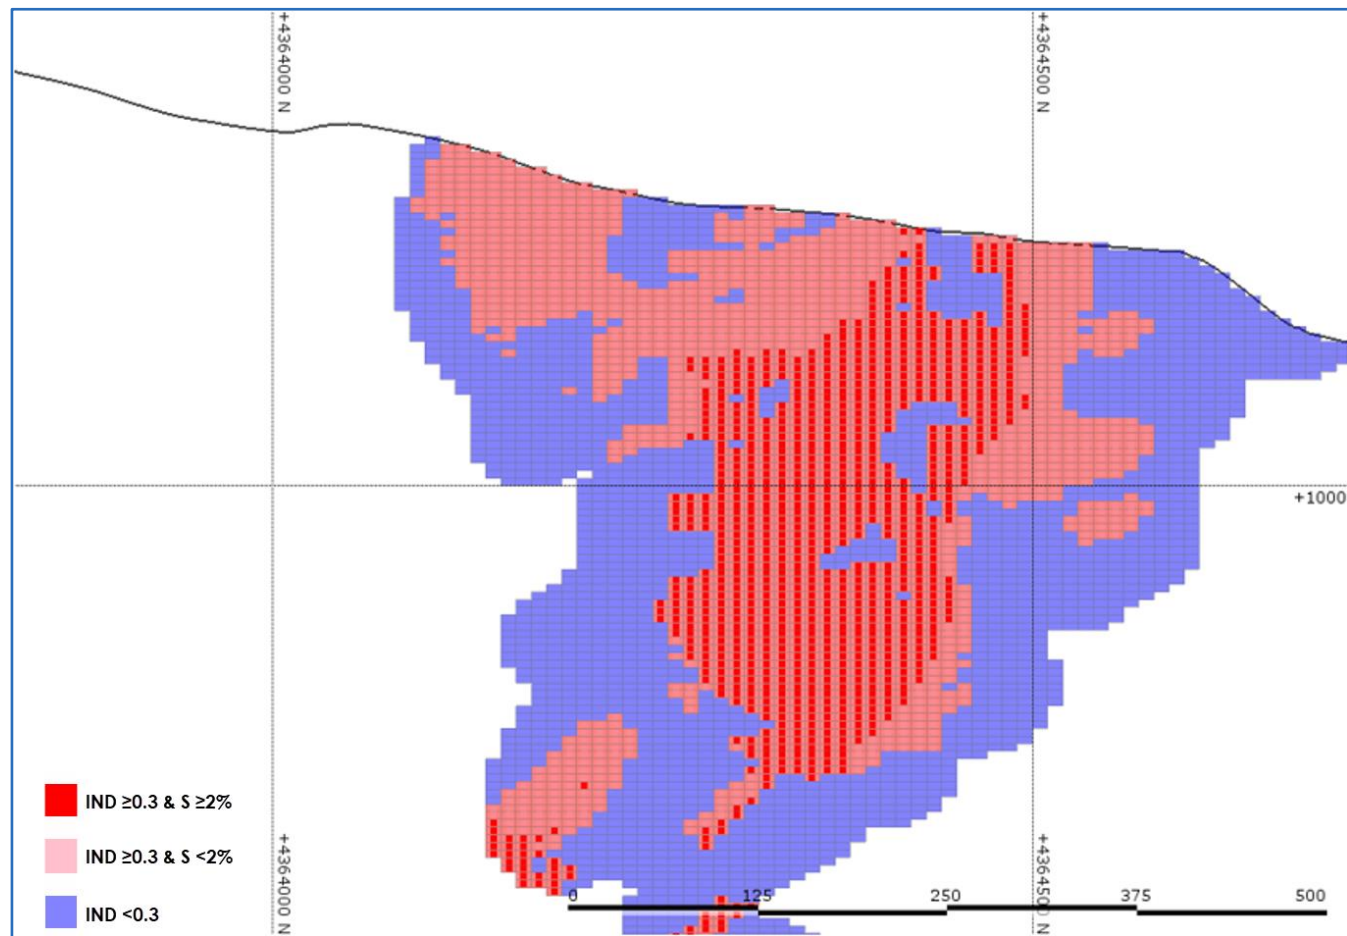 +4364000 N
+4364500 N
+1000
IND ≥0.3 & S ≥2%
IND ≥0.3 & S <2%
IND <0.3
+4364000 N
+4364500 N
0 125 250 375 500